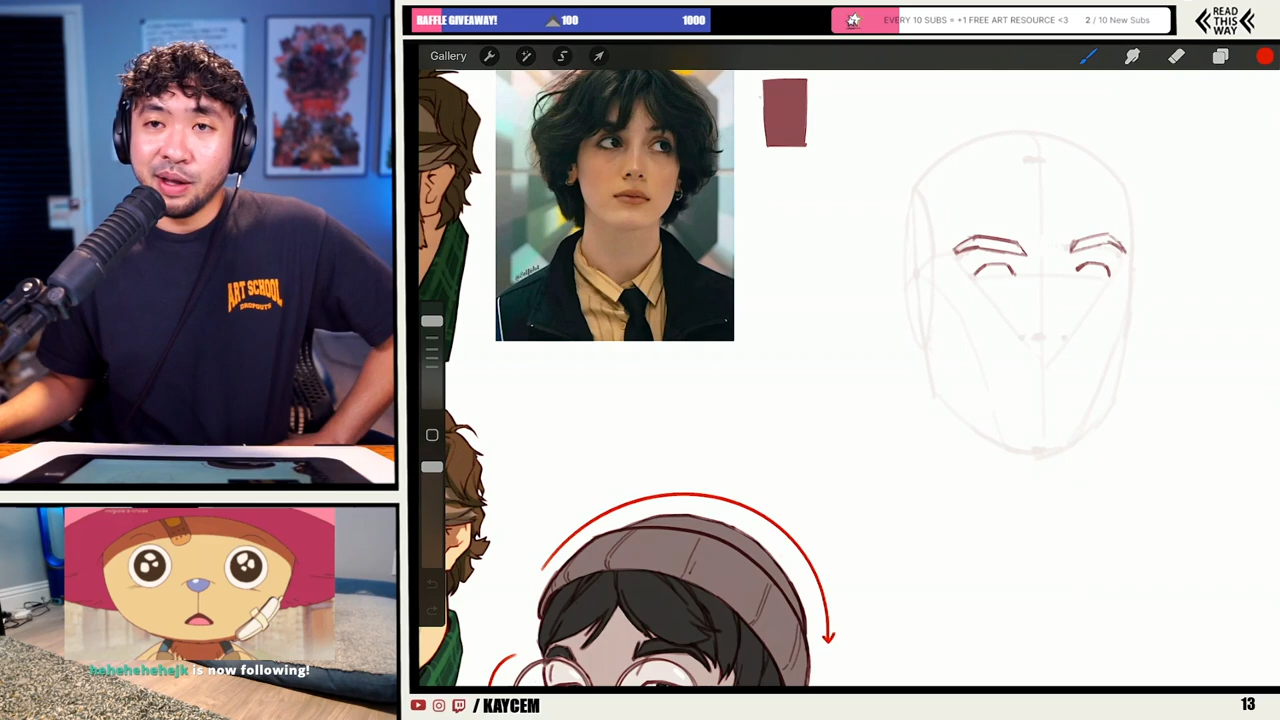 RAFFLE GIVEAWAY!
100
1000
EVERY 10 SUBS = +1 FREE ART RESOURCE <3
2 / 10 New Subs
READ
THIS
WAY
Gallery
ART SCHOOL
DROPOUTS
hehehehehejk is now following!
/ KAYCEM
13